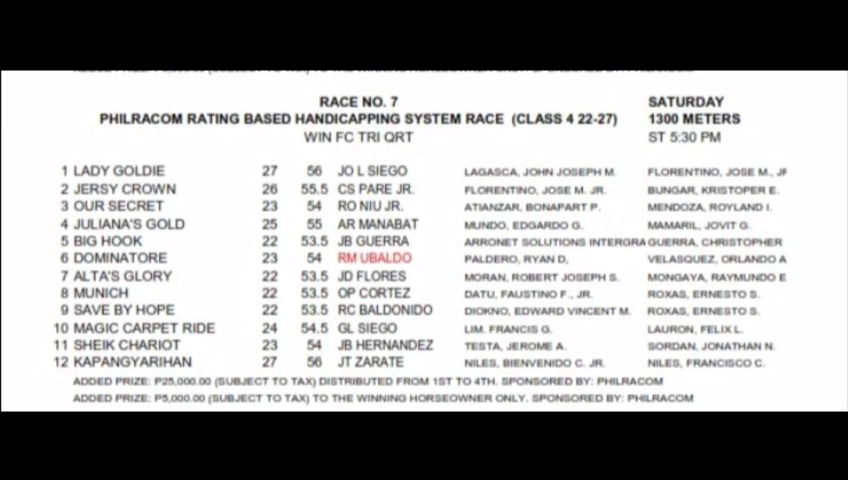 RACE NO. 7 SATURDAY
PHILRACOM RATING BASED HANDICAPPING SYSTEM RACE (CLASS 4 22-27) 1300 METERS
WIN FC TRI QRT ST 5:30 PM
1 LADY GOLDIE 27 56 JO L SIEGO LAGASCA, JOHN JOSEPH M. FLORENTINO, JOSE M., JR
2 JERSY CROWN 26 55.5 CS PARE JR. FLORENTINO, JOSE M. JR. BUNGAR, KRISTOPER E.
3 OUR SECRET 23 54 RO NIU JR. ATIANZAR, BONAPART P. MENDOZA, ROYLAND I.
4 JULIANA'S GOLD 25 55 AR MANABAT MUNDO, EDGARDO G. MAMARIL, JOVIT G.
5 BIG HOOK 22 53.5 JB GUERRA ARRONET SOLUTIONS INTERGRA GUERRA, CHRISTOPHER
6 DOMINATORE 23 54 RM UBALDO PALDERO, RYAN D, VELASQUEZ, ORLANDO A
7 ALTA'S GLORY 22 53.5 JD FLORES MORAN, ROBERT JOSEPH S. MONGAYA, RAYMUNDO E
8 MUNICH 22 53.5 OP CORTEZ DATU, FAUSTINO F., JR. ROXAS, ERNESTO S.
9 SAVE BY HOPE 22 53.5 RC BALDONIDO DIOKNO, EDWARD VINCENT M. ROXAS, ERNESTO S.
10 MAGIC CARPET RIDE 24 54.5 GL SIEGO LIM. FRANCIS G. LAURON, FELIX L.
11 SHEIK CHARIOT 23 54 JB HERNANDEZ TESTA, JEROME A. SORDAN, JONATHAN N.
12 KAPANGYARIHAN 27 56 JT ZARATE NILES, BIENVENIDO C. JR. NILES, FRANCISCO C.
ADDED PRIZE: P25,000.00 (SUBJECT TO TAX) DISTRIBUTED FROM 1ST TO 4TH. SPONSORED BY: PHILRACOM
ADDED PRIZE: P5,000.00 (SUBJECT TO TAX) TO THE WINNING HORSEOWNER ONLY. SPONSORED BY: PHILRACOM